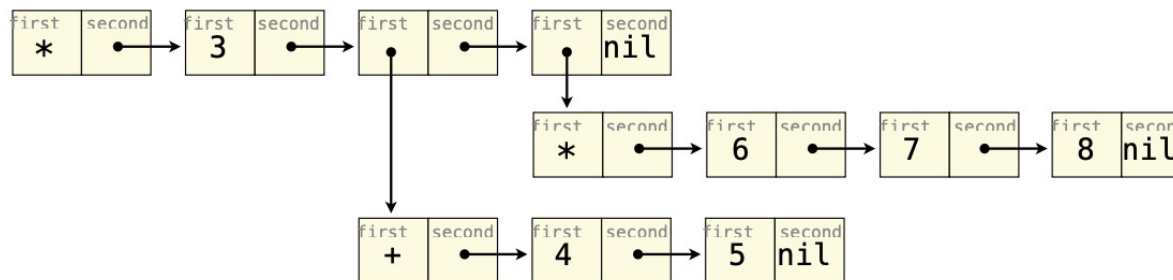 first second first second first second first second
* 3 nil
first second first second first second first second
* 6 7 8 nil
first second first second first second
+ 4 5 nil